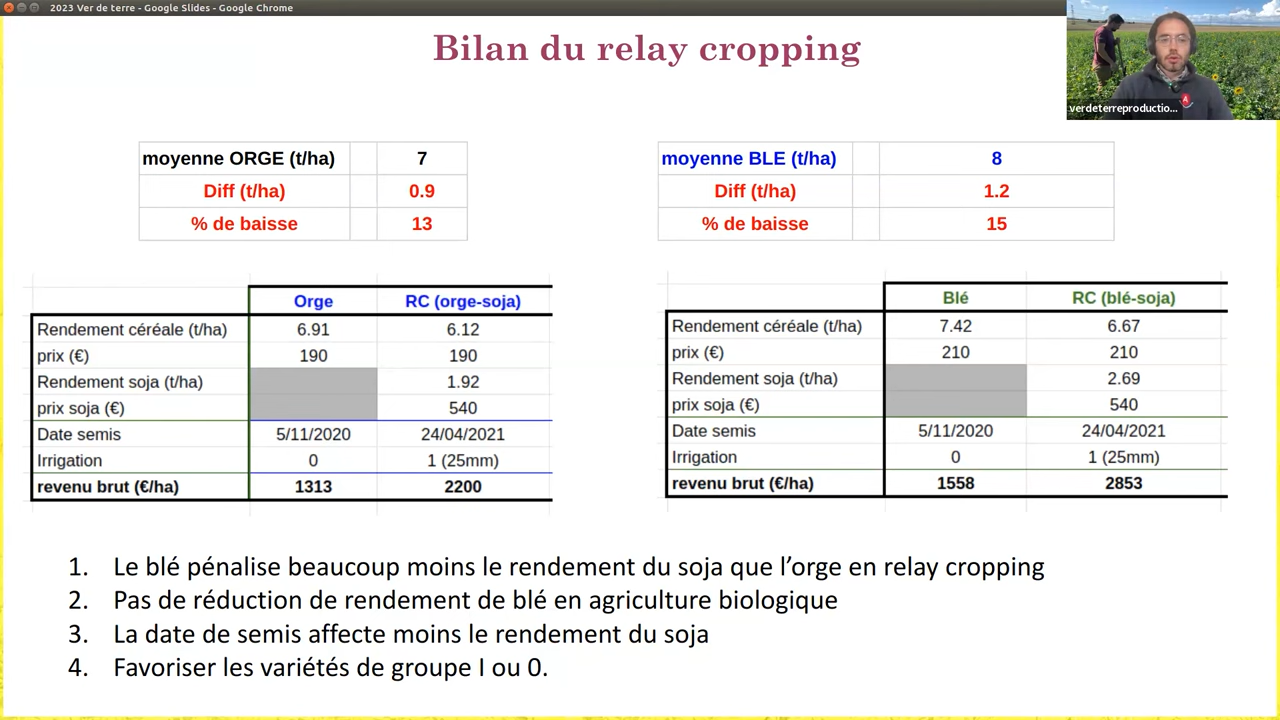 2023 Ver de terre - Google Slides - Google Chrome
Bilan du relay cropping
verdeterreproductio...
moyenne ORGE (t/ha) 7
Diff (t/ha) 0.9
% de baisse 13
moyenne BLE (t/ha) 8
Diff (t/ha) 1.2
% de baisse 15
Orge RC (orge-soja)
Rendement céréale (t/ha) 6.91 6.12
prix (€) 190 190
Rendement soja (t/ha) 1.92
prix soja (€) 540
Date semis 5/11/2020 24/04/2021
Irrigation 0 1 (25mm)
revenu brut (€/ha) 1313 2200
Blé RC (blé-soja)
Rendement céréale (t/ha) 7.42 6.67
prix (€) 210 210
Rendement soja (t/ha) 2.69
prix soja (€) 540
Date semis 5/11/2020 24/04/2021
Irrigation 0 1 (25mm)
revenu brut (€/ha) 1558 2853
1. Le blé pénalise beaucoup moins le rendement du soja que l’orge en relay cropping
2. Pas de réduction de rendement de blé en agriculture biologique
3. La date de semis affecte moins le rendement du soja
4. Favoriser les variétés de groupe I ou 0.